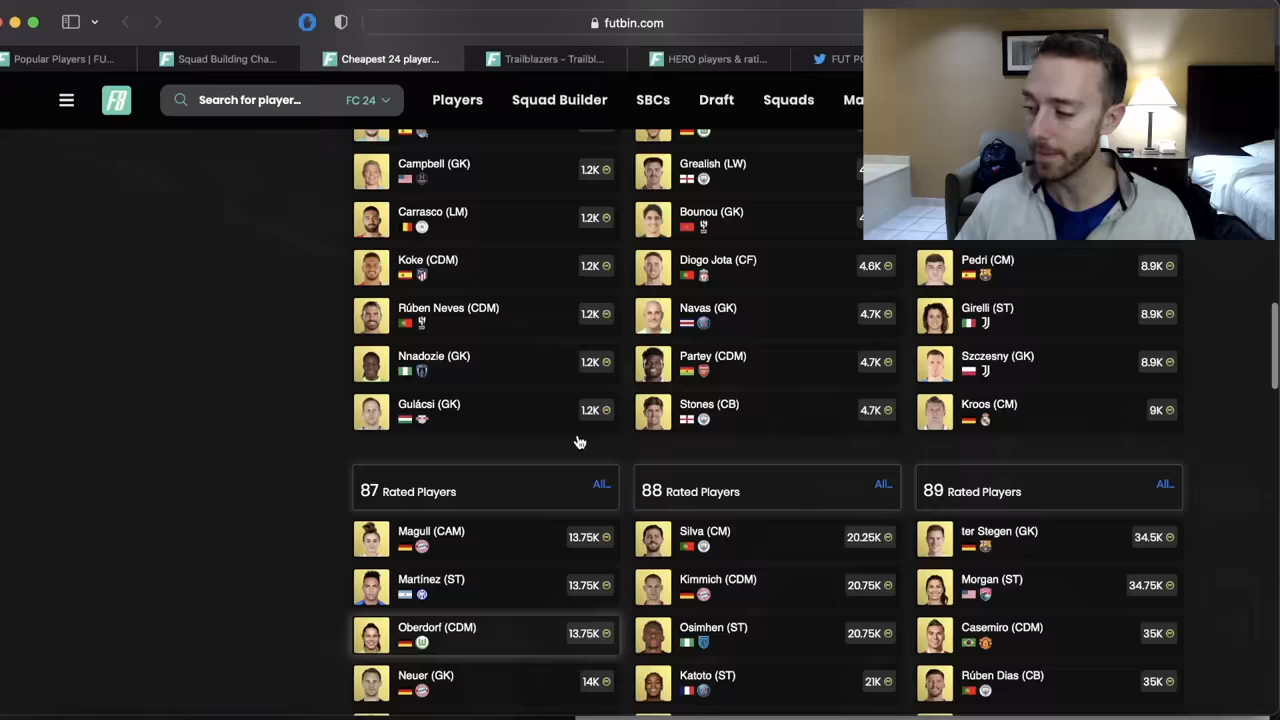 futbin.com
Popular Players | FU...
Squad Building Cha...
Cheapest 24 player...
Trailblazers - Trailbl...
HERO players & rati...
FUT PO
F8
Search for player...
FC 24
Players
Squad Builder
SBCs
Draft
Squads
Ma
Campbell (GK)
1.2K
Grealish (LW)
4
Carrasco (LM)
1.2K
Bounou (GK)
4
Koke (CDM)
1.2K
Diogo Jota (CF)
4.6K
Pedri (CM)
8.9K
Rúben Neves (CDM)
1.2K
Navas (GK)
4.7K
Girelli (ST)
8.9K
Nnadozie (GK)
1.2K
Partey (CDM)
4.7K
Szczesny (GK)
8.9K
Gulácsi (GK)
1.2K
Stones (CB)
4.7K
Kroos (CM)
9K
87 Rated Players
All...
88 Rated Players
All...
89 Rated Players
All...
Magull (CAM)
13.75K
Silva (CM)
20.25K
ter Stegen (GK)
34.5K
Martínez (ST)
13.75K
Kimmich (CDM)
20.75K
Morgan (ST)
34.75K
Oberdorf (CDM)
13.75K
Osimhen (ST)
20.75K
Casemiro (CDM)
35K
Neuer (GK)
14K
Katoto (ST)
21K
Rúben Dias (CB)
35K